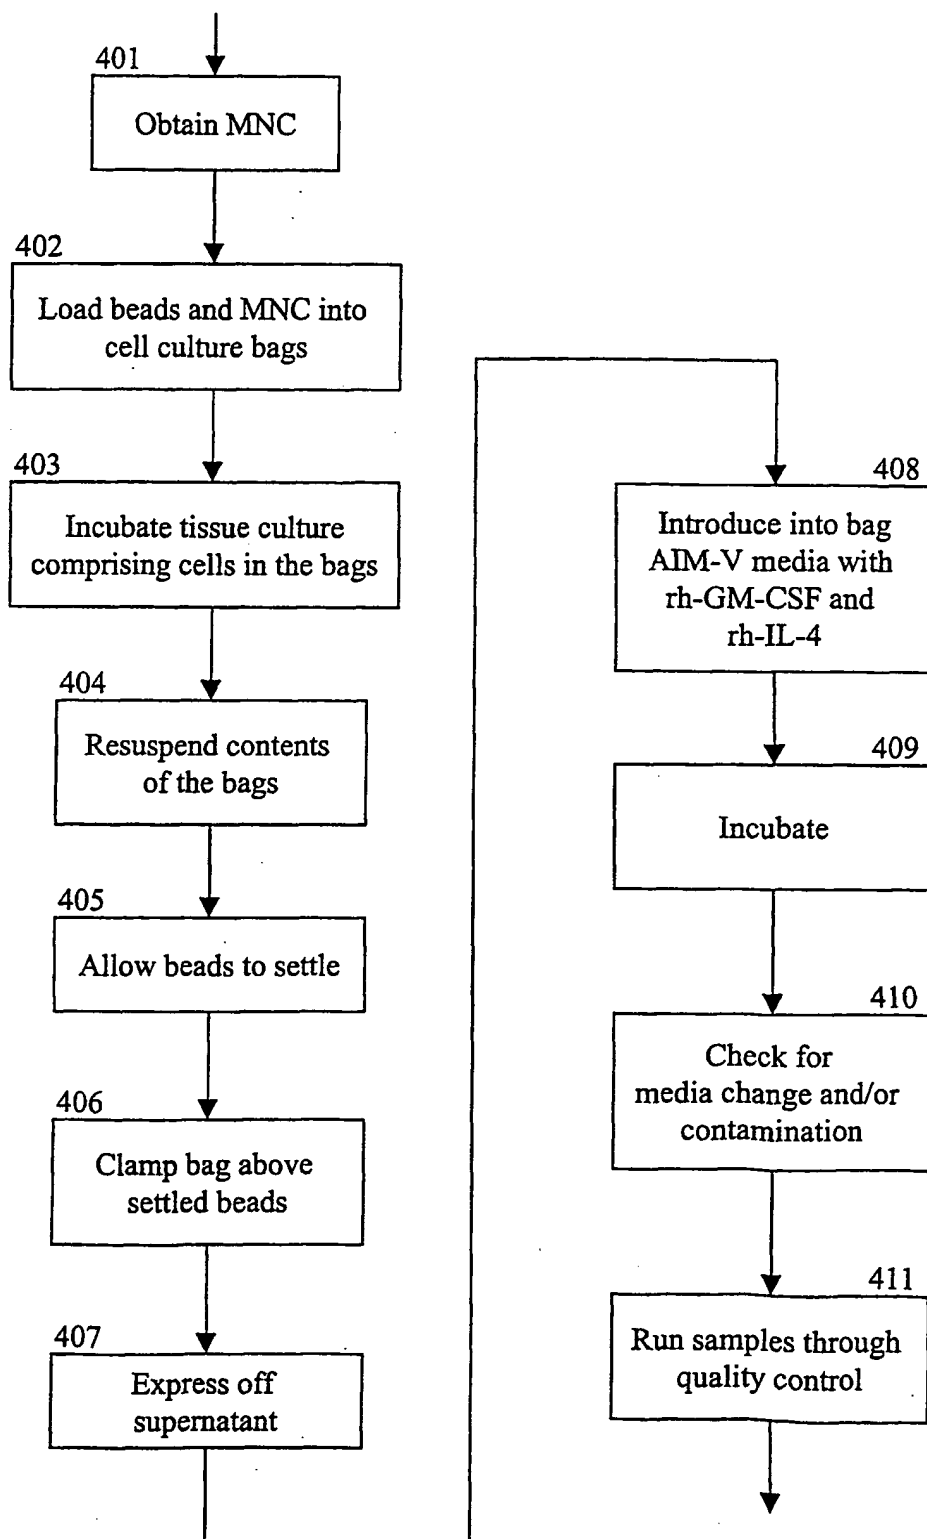 401
Obtain MNC
402
Load beads and MNC into
cell culture bags
403
Incubate tissue culture
comprising cells in the bags
404
Resuspend contents
of the bags
405
Allow beads to settle
406
Clamp bag above
settled beads
407
Express off
supernatant
408
Introduce into bag
AIM-V media with
rh-GM-CSF and
rh-IL-4
409
Incubate
410
Check for
media change and/or
contamination
411
Run samples through
quality control